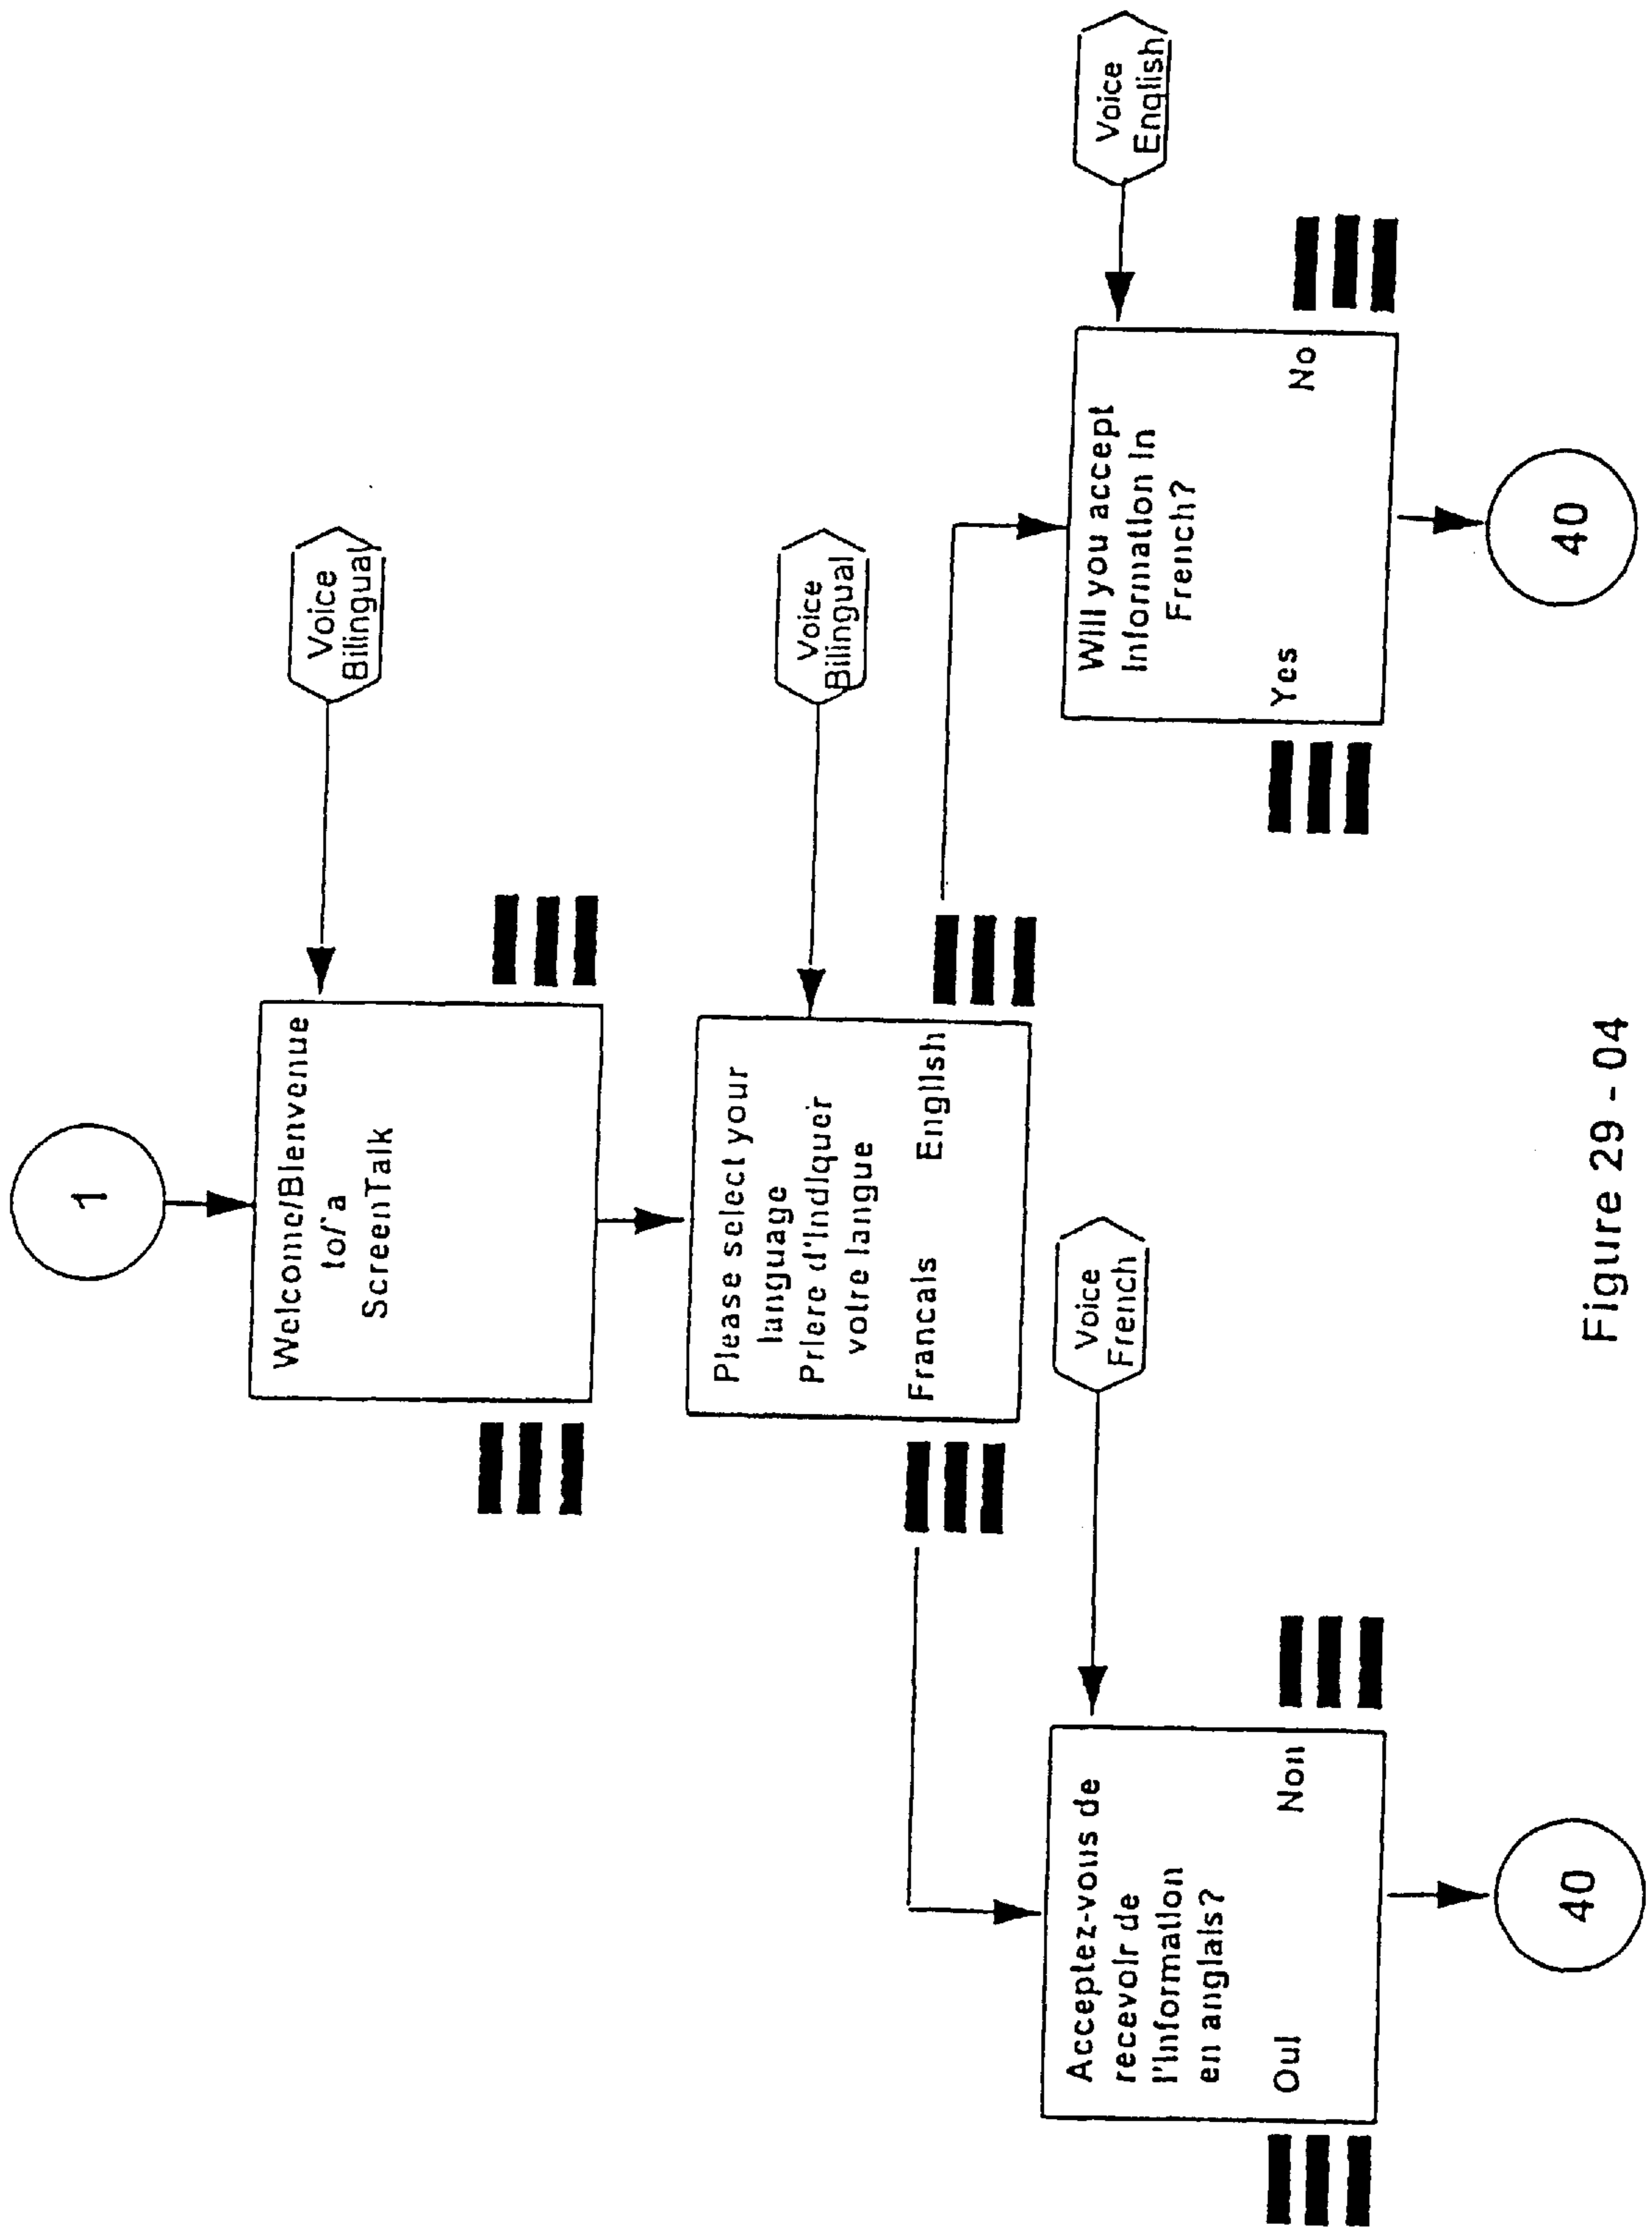 1
Welcome/Bienvenue
to/a
ScreenTalk
Voice
Bilingual
Please select your
language
Priere d'indiquer
votre langue
Francais English
Voice
Bilingual
Acceptez-vous de
recevoir de
l'information
en anglais?
Oui Non
Voice
French
Will you accept
information in
French?
Yes No
Voice
English
40
40
Figure 29 - 04